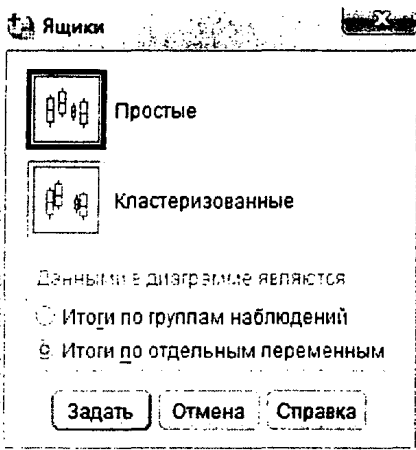 Ящики
Простые
Кластеризованные
Данными в диаграмме являются
Итоги по группам наблюдений
Итоги по отдельным переменным
Задать Отмена Справка